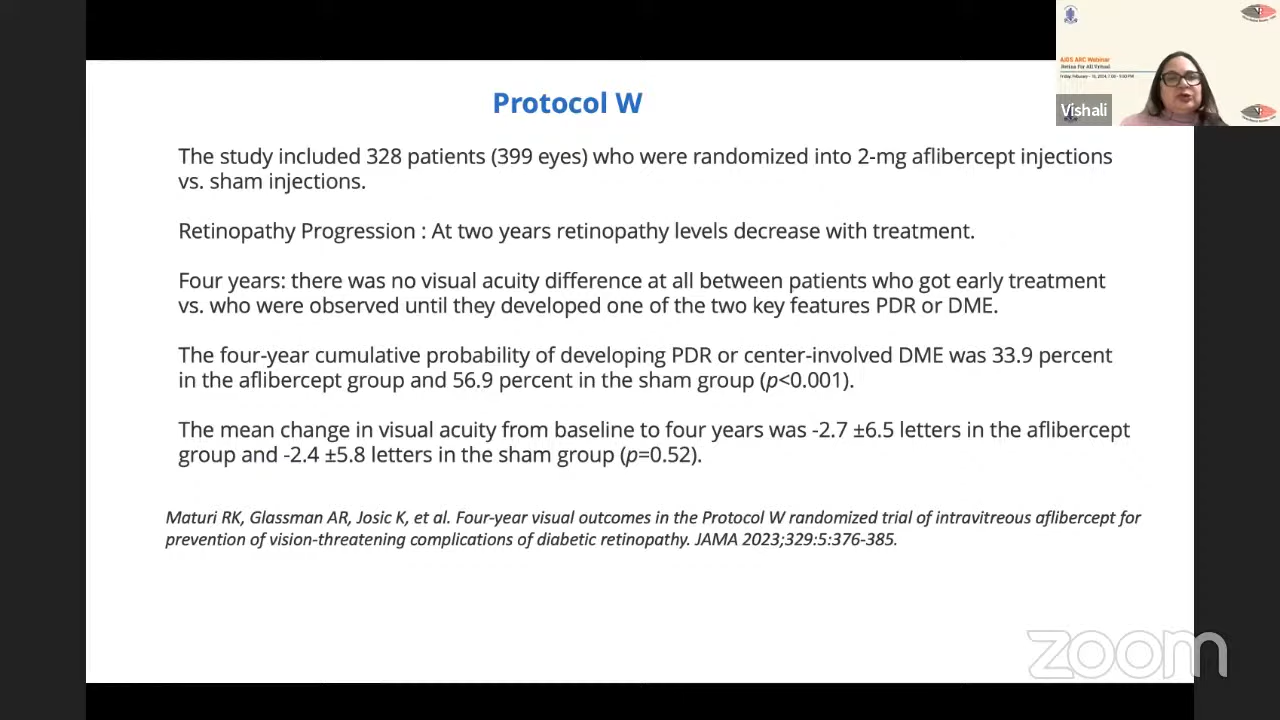 Protocol W
The study included 328 patients (399 eyes) who were randomized into 2-mg aflibercept injections
vs. sham injections.
Retinopathy Progression : At two years retinopathy levels decrease with treatment.
Four years: there was no visual acuity difference at all between patients who got early treatment
vs. who were observed until they developed one of the two key features PDR or DME.
The four-year cumulative probability of developing PDR or center-involved DME was 33.9 percent
in the aflibercept group and 56.9 percent in the sham group (p<0.001).
The mean change in visual acuity from baseline to four years was -2.7 ±6.5 letters in the aflibercept
group and -2.4 ±5.8 letters in the sham group (p=0.52).
Maturi RK, Glassman AR, Josic K, et al. Four-year visual outcomes in the Protocol W randomized trial of intravitreous aflibercept for
prevention of vision-threatening complications of diabetic retinopathy. JAMA 2023;329:5:376-385.
AIOS ARC Webinar
Retina For All Virtual
Vishali
zoom